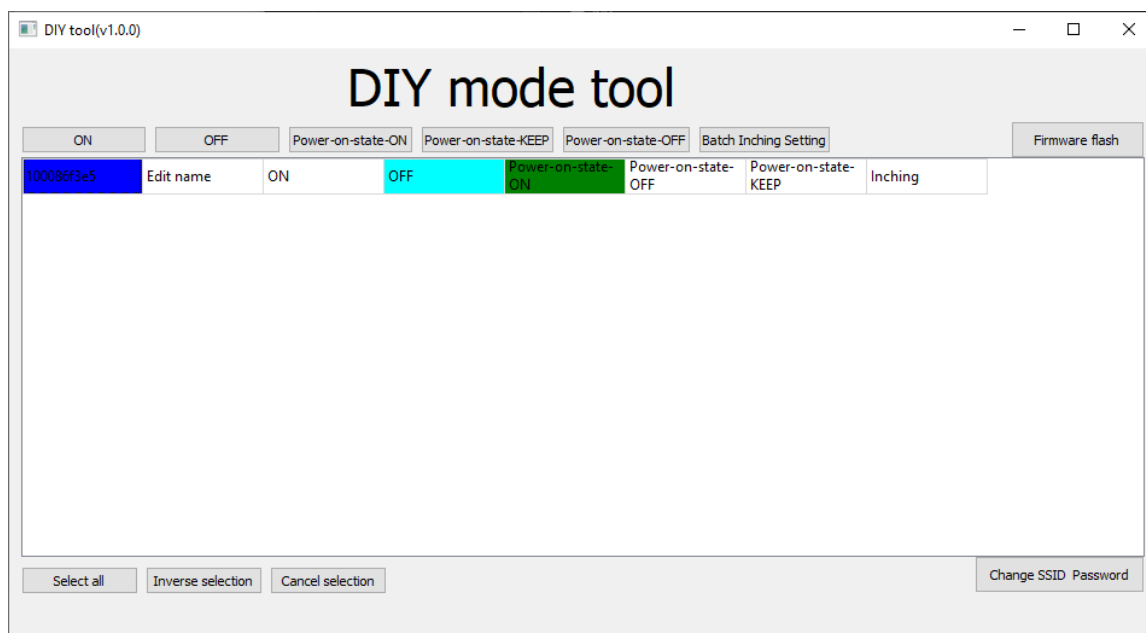 DIY tool(v1.0.0)
DIY mode tool
ON OFF Power-on-state-ON Power-on-state-KEEP Power-on-state-OFF Batch Inching Setting Firmware flash
100086f3e5 Edit name ON OFF Power-on-state-ON Power-on-state-OFF Power-on-state-KEEP Inching
Select all Inverse selection Cancel selection Change SSID Password